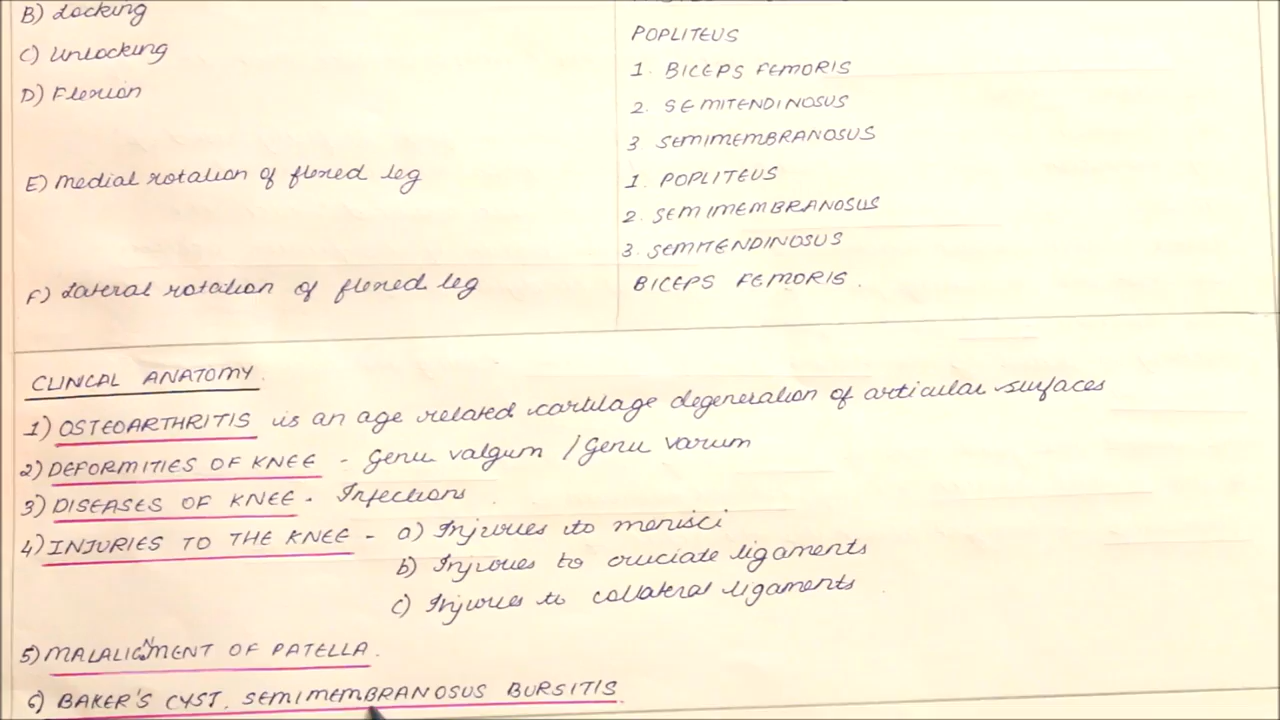 B) Locking
C) Unlocking
POPLITEUS
D) Flexion
1. BICEPS FEMORIS
2. SEMITENDINOSUS
3 SEMIMEMBRANOSUS
E) Medial rotation of flexed leg
1. POPLITEUS
2. SEMIMEMBRANOSUS
3. SEMITENDINOSUS
F) Lateral rotation of flexed leg
BICEPS FEMORIS.
CLINICAL ANATOMY.
1) OSTEOARTHRITIS is an age related cartilage degeneration of articular surfaces
2) DEFORMITIES OF KNEE - Genu valgum / Genu varum
3) DISEASES OF KNEE - Infections
4) INJURIES TO THE KNEE - a) Injuries to menisci
b) Injuries to cruciate ligaments
c) Injuries to collateral ligaments
5) MALALIGNMENT OF PATELLA.
6) BAKER'S CYST, SEMIMEMBRANOSUS BURSITIS.